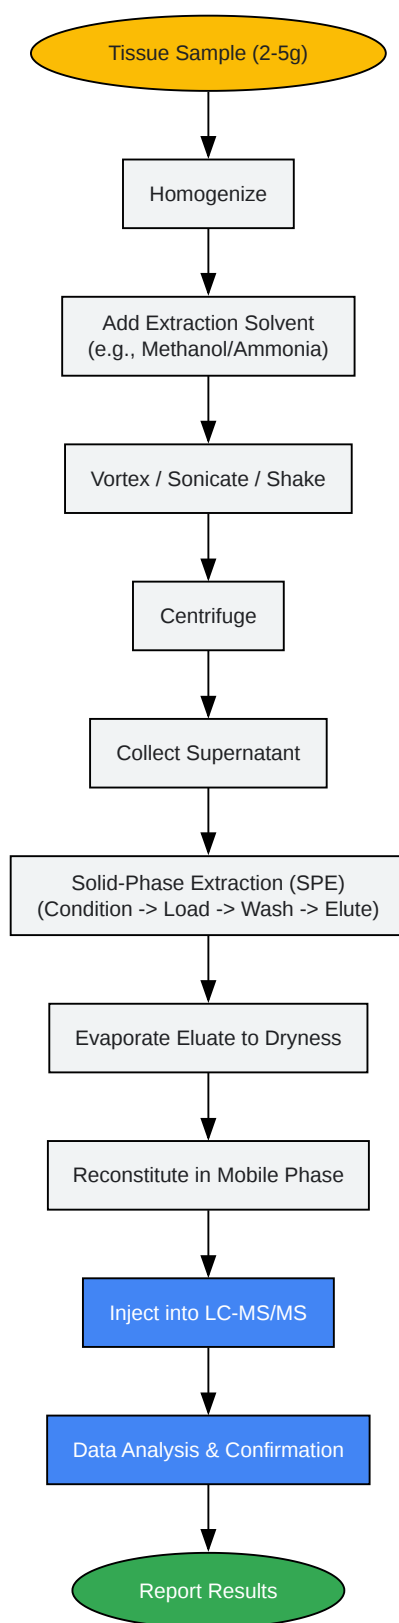 Tissue Sample (2-5g)
Homogenize
Add Extraction Solvent
(e.g., Methanol/Ammonia)
Vortex / Sonicate / Shake
Centrifuge
Collect Supernatant
Solid-Phase Extraction (SPE)
(Condition -> Load -> Wash -> Elute)
Evaporate Eluate to Dryness
Reconstitute in Mobile Phase
Inject into LC-MS/MS
Data Analysis & Confirmation
Report Results